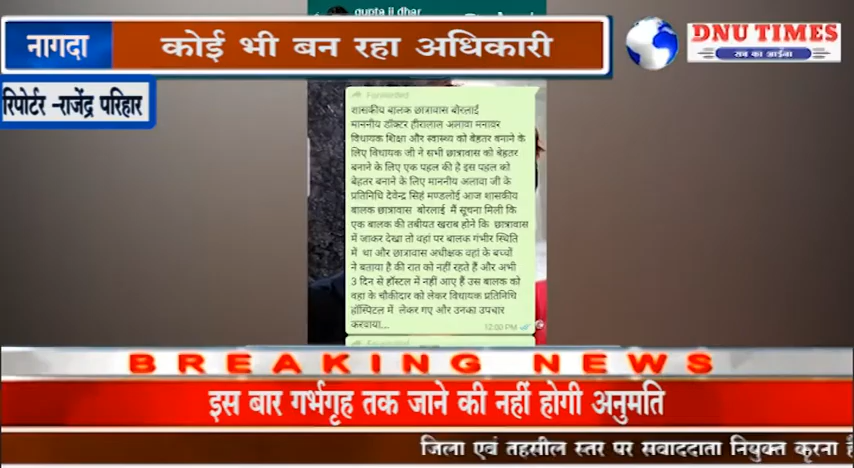 gupta ji dhar
नागदा
कोई भी बन रहा अधिकारी
DNU TIMES
सच का आईना
रिपोर्टर -राजेंद्र परिहार
Forwarded
शासकीय बालक छात्रावास बोरलाई
माननीय डॉक्टर हीरालाल अलावा मनावर
विधायक शिक्षा और स्वास्थ्य को बेहतर बनाने के
लिए विधायक जी ने सभी छात्रावास को बेहतर
बनाने के लिए एक पहल की है इस पहल को
बेहतर बनाने के लिए माननीय अलावा जी के
प्रतिनिधि देवेन्द्र सिहं मण्डलोई आज शासकीय
बालक छात्रावास बोरलाई मैं सूचना मिली कि
एक बालक की तबीयत खराब होने कि छात्रावास
में जाकर देखा तो वहां पर बालक गंभीर स्थिति
में था और छात्रावास अधीक्षक वहां के बच्चों
ने बताया है की रात को नहीं रहते हैं और अभी
3 दिन से हॉस्टल में नहीं आए हैं उस बालक को
वहा के चौकीदार को लेकर विधायक प्रतिनिधि
हॉस्पिटल में लेकर गए और उनका उपचार
करवाया...
12:00 PM
Forwarded
BREAKING NEWS
इस बार गर्भगृह तक जाने की नहीं होगी अनुमति
जिला एवं तहसील स्तर पर सवाददाता नियुक्त करना है